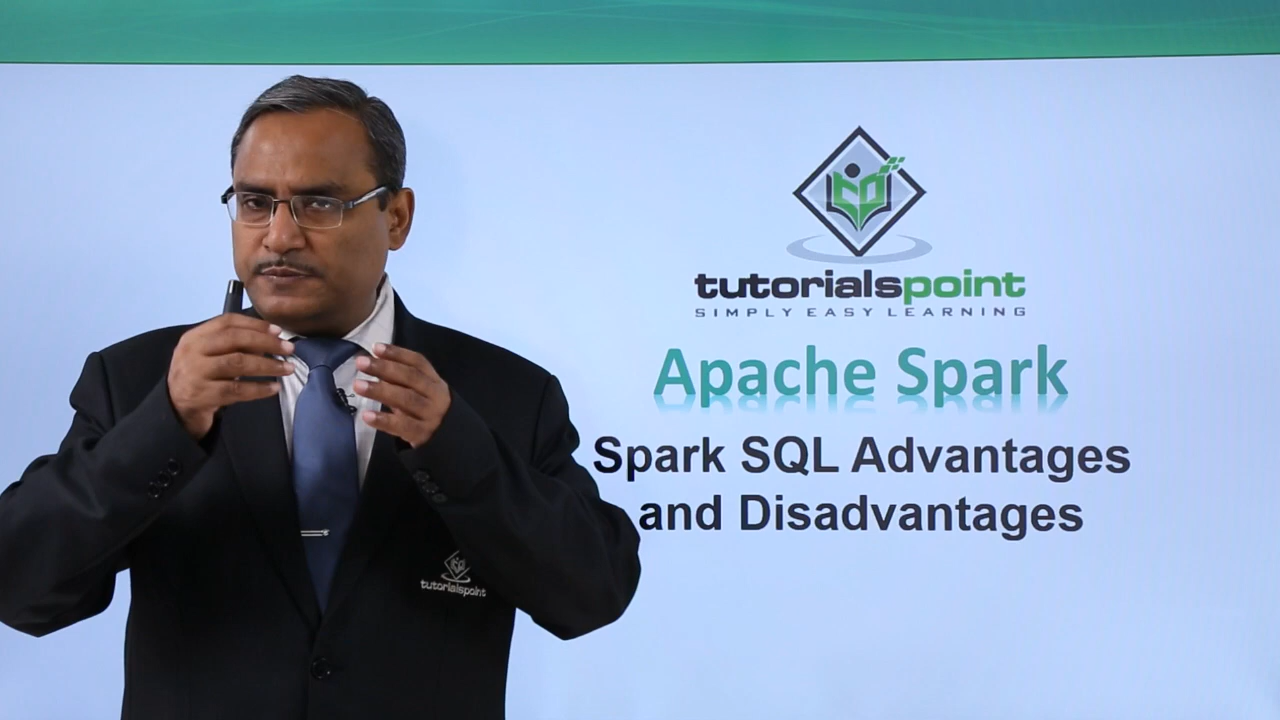 tutorialspoint
SIMPLY EASY LEARNING
Apache Spark
Spark SQL Advantages
and Disadvantages
tutorialspoint